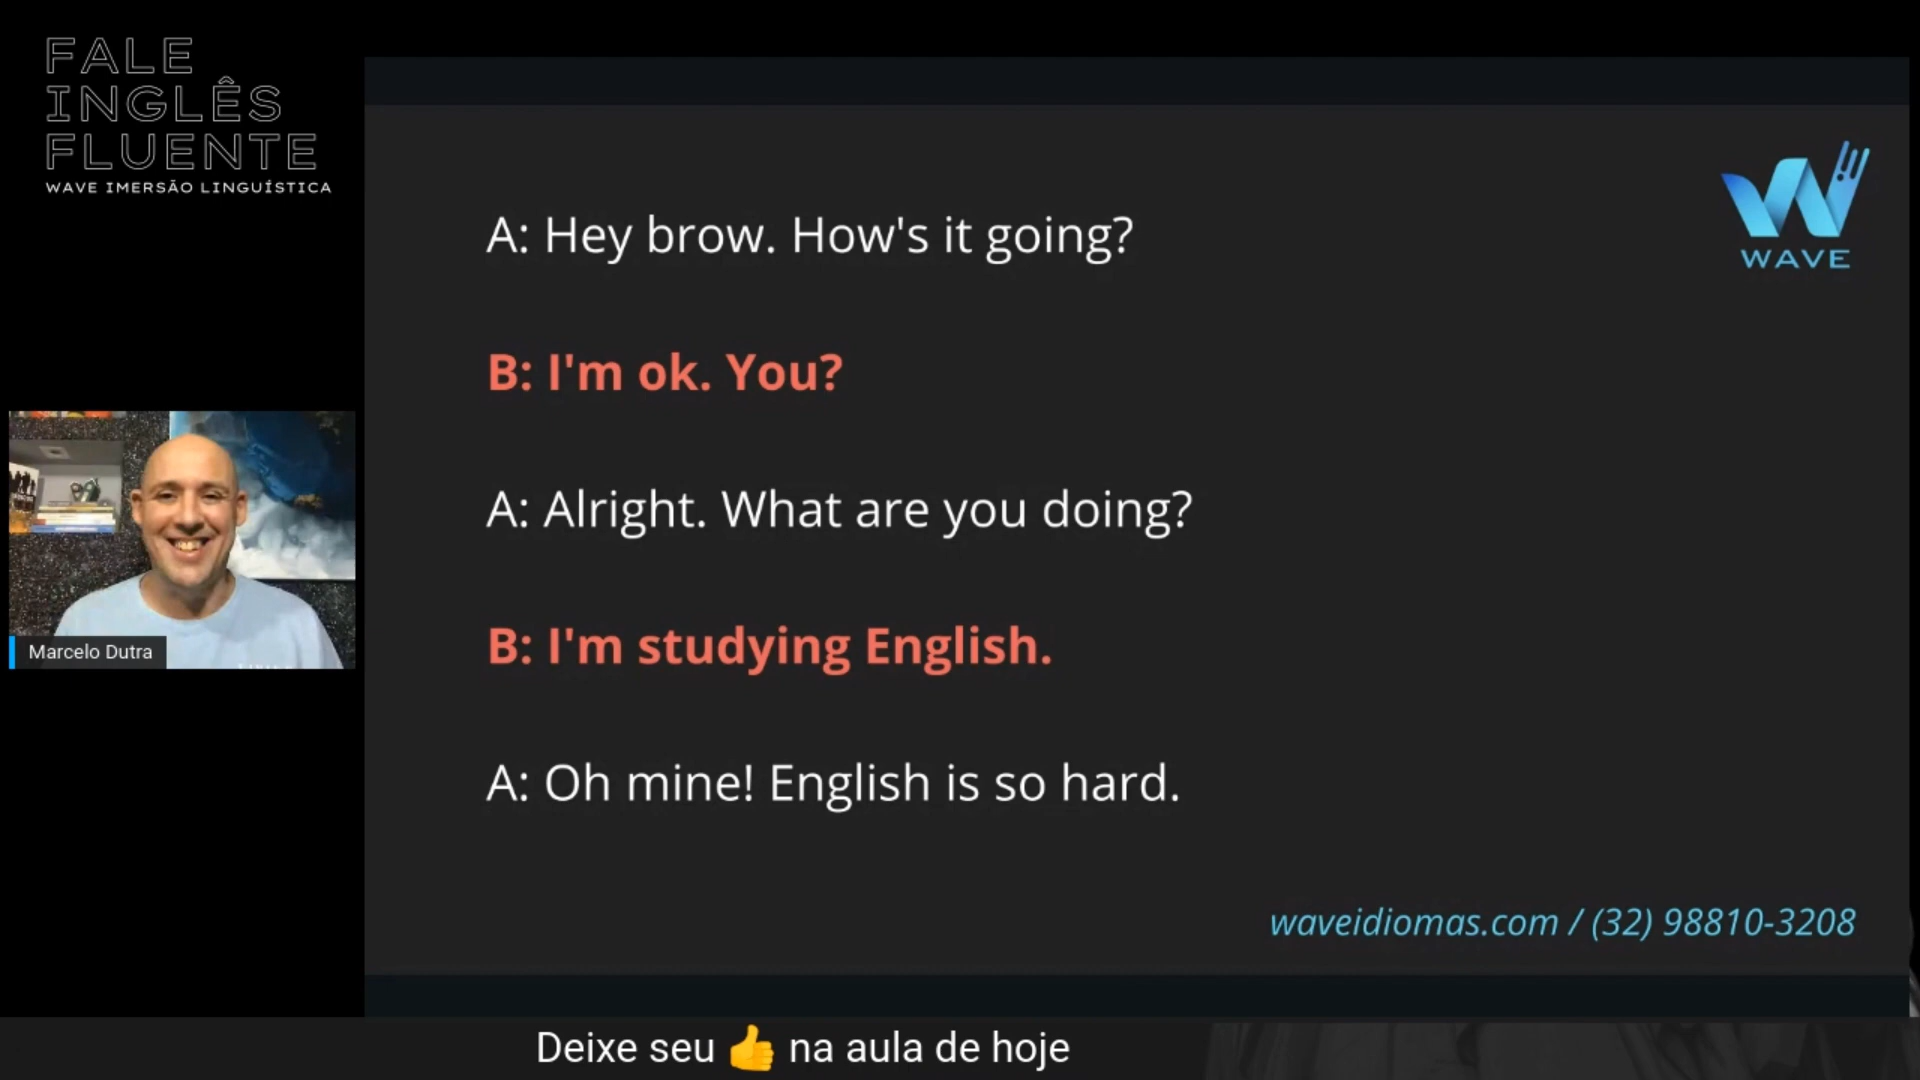 FALE
INGLÊS
FLUENTE
WAVE IMERSÃO LINGUÍSTICA
WAVE
A: Hey brow. How's it going?
B: I'm ok. You?
A: Alright. What are you doing?
B: I'm studying English.
A: Oh mine! English is so hard.
Marcelo Dutra
waveidiomas.com / (32) 98810-3208
Deixe seu 👍 na aula de hoje